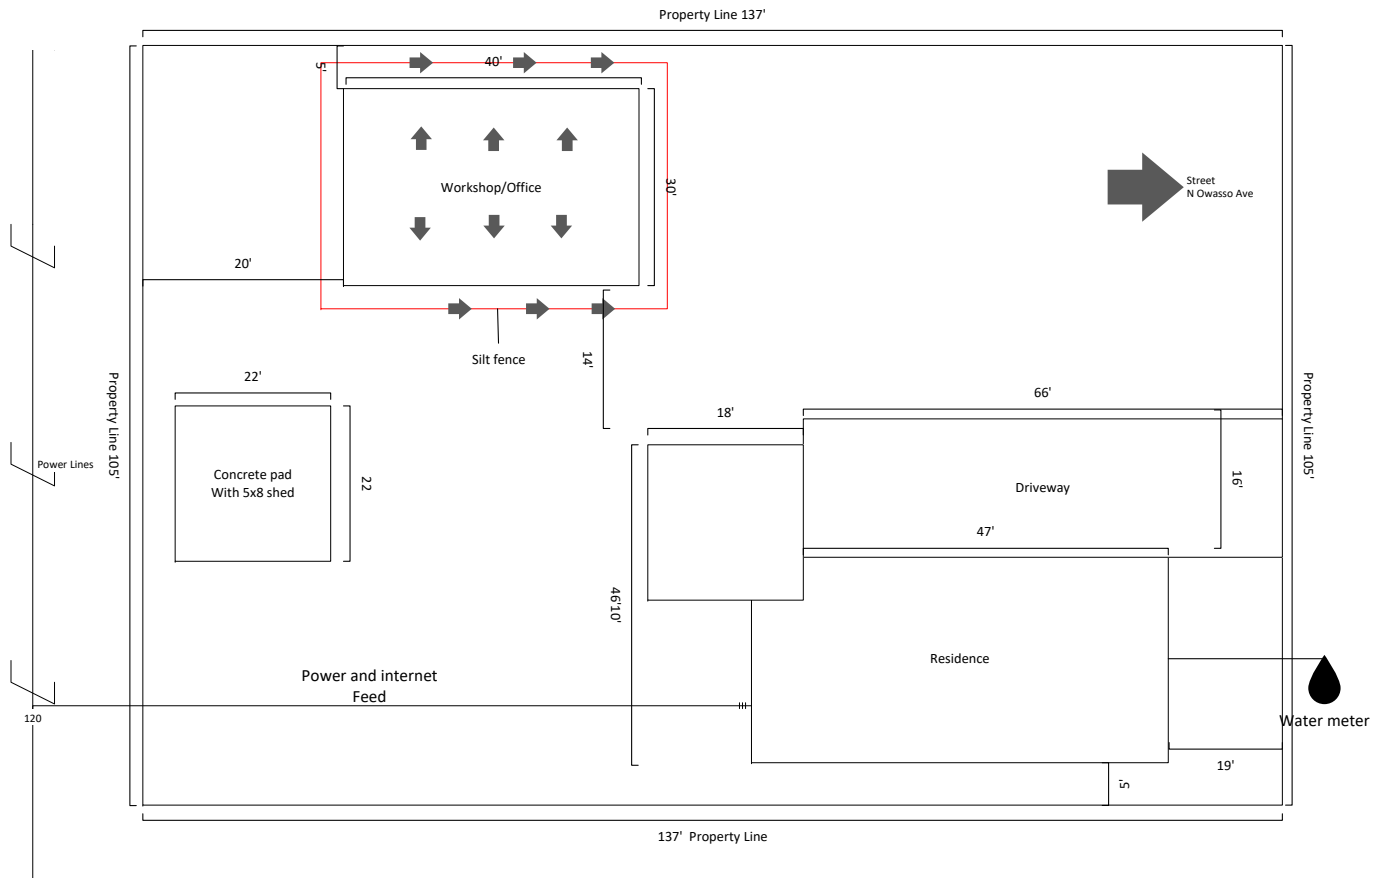 Property Line 137'
5'
40'
Workshop/Office
30'
Street
N Owasso Ave
20'
Silt fence
14'
22'
18'
66'
Property Line 105'
Property Line 105'
Power Lines
Concrete pad
With 5x8 shed
22
Driveway
16'
47'
46'10'
Residence
Power and internet
Feed
120
Water meter
19'
5'
137'  Property Line